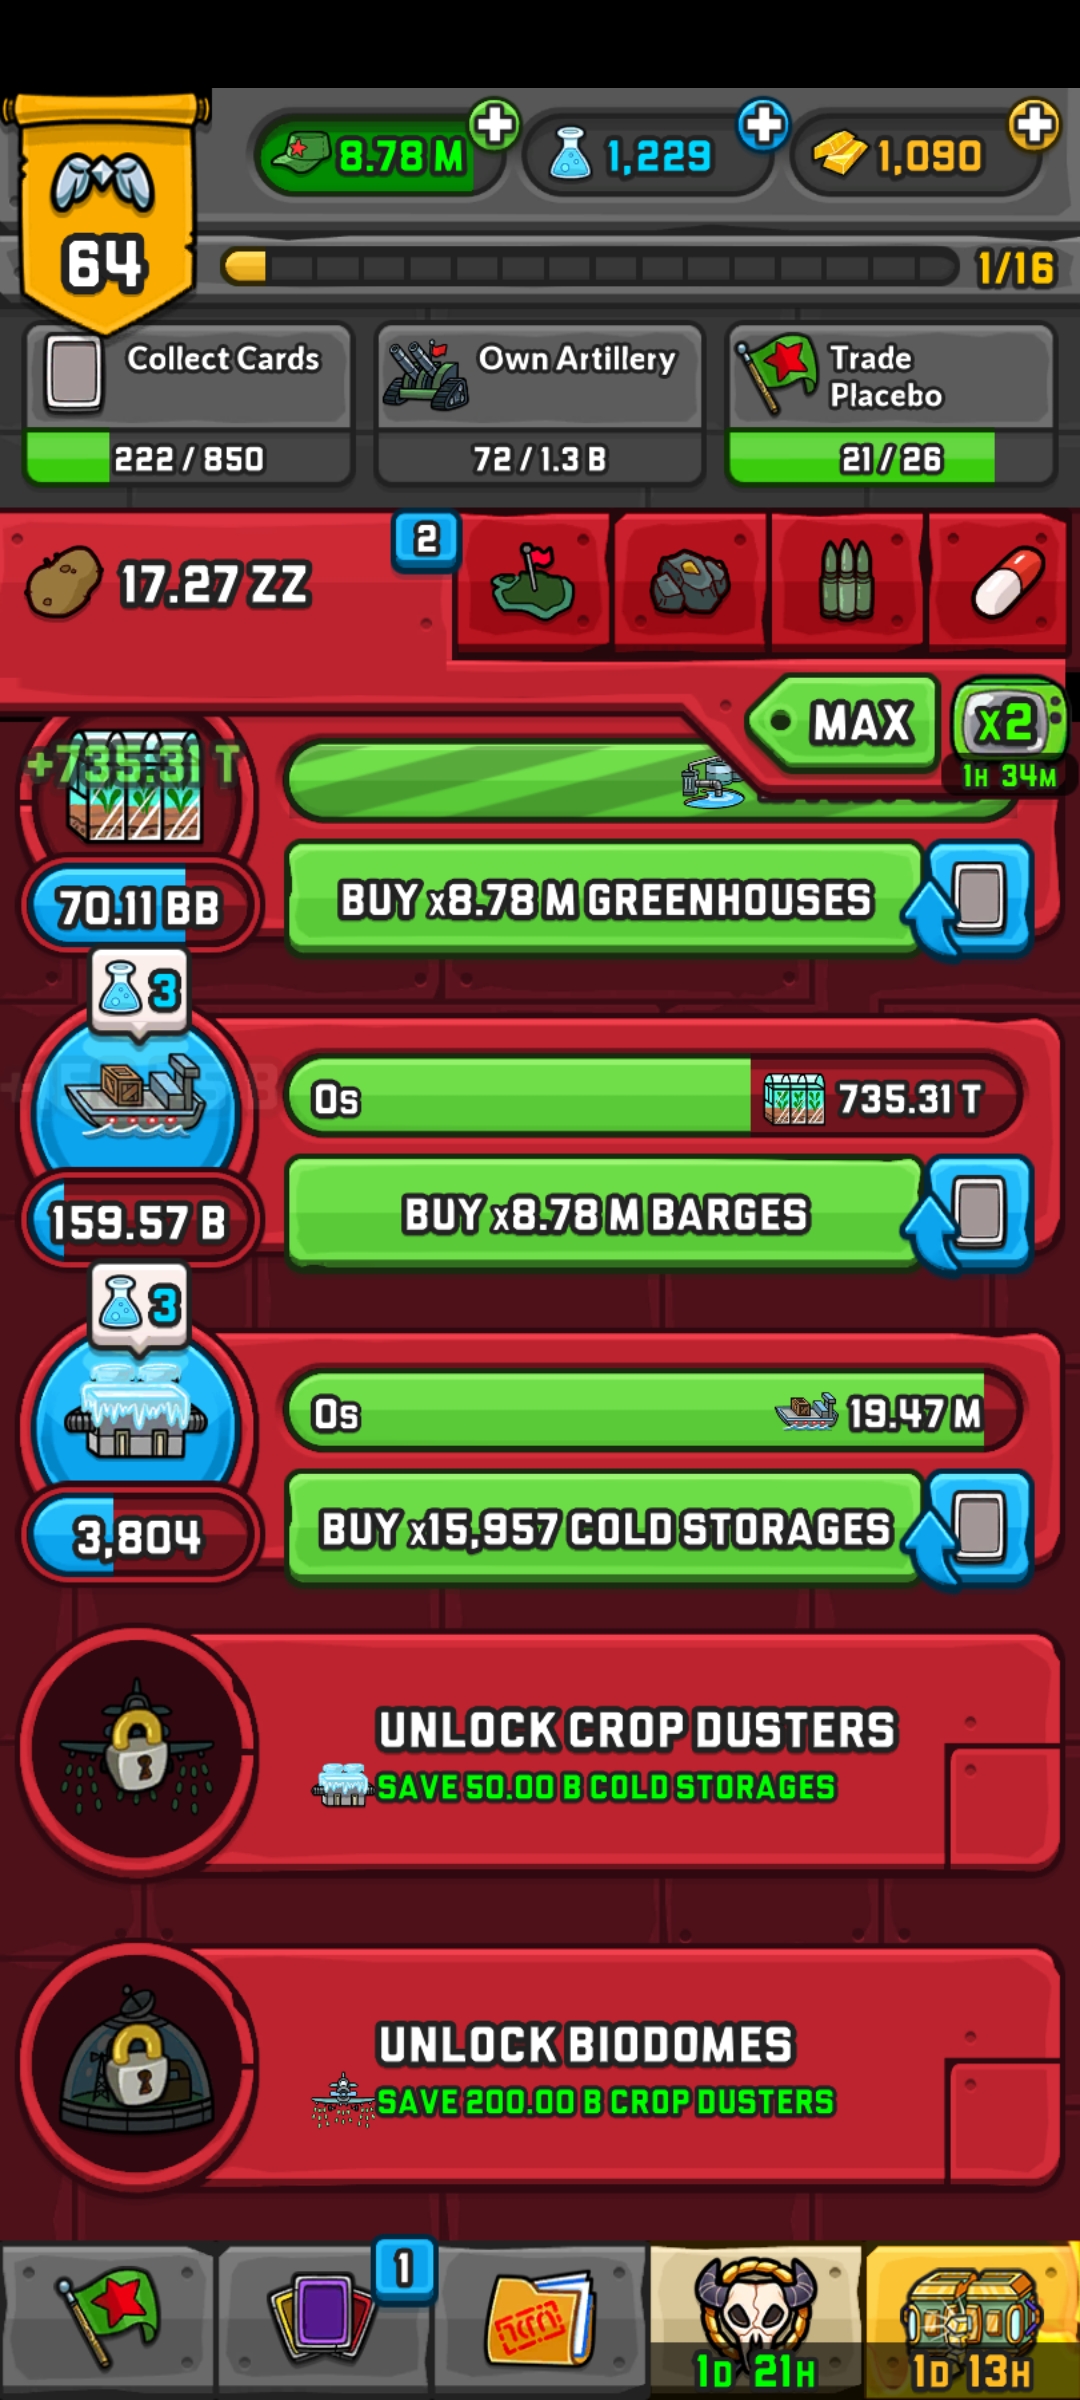 8.78 M
1,229
1,090
64
1/16
Collect Cards
Own Artillery
Trade
Placebo
222 / 850
72 / 1.3 B
21 / 26
17.27 ZZ
2
MAX
x2
1H 34M
+735.31 T
70.11 BB
BUY x8.78 M GREENHOUSES
3
0s
735.31 T
159.57 B
BUY x8.78 M BARGES
3
0s
19.47 M
3,804
BUY x15,957 COLD STORAGES
UNLOCK CROP DUSTERS
SAVE 50.00 B COLD STORAGES
UNLOCK BIODOMES
SAVE 200.00 B CROP DUSTERS
1
1D 21H
1D 13H